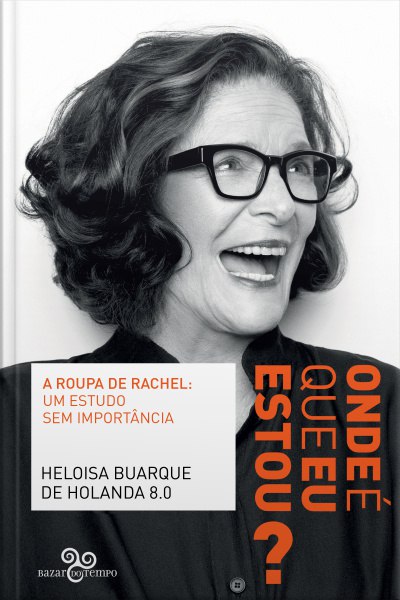 ONDE É
QUE EU
ESTOU?
A ROUPA DE RACHEL:
UM ESTUDO
SEM IMPORTÂNCIA
HELOISA BUARQUE
DE HOLANDA 8.0
BAZAR DO TEMPO